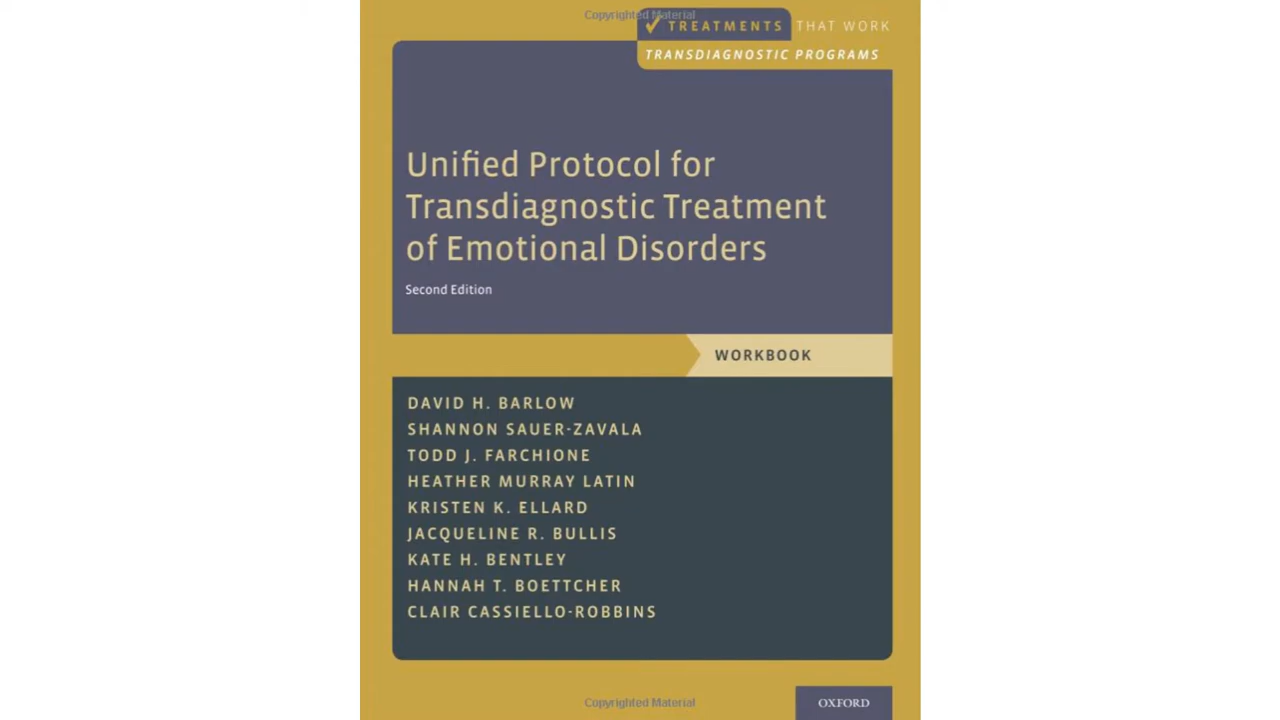 Copyrighted Material
✓ TREATMENTS THAT WORK
TRANSDIAGNOSTIC PROGRAMS
Unified Protocol for
Transdiagnostic Treatment
of Emotional Disorders
Second Edition
WORKBOOK
DAVID H. BARLOW
SHANNON SAUER-ZAVALA
TODD J. FARCHIONE
HEATHER MURRAY LATIN
KRISTEN K. ELLARD
JACQUELINE R. BULLIS
KATE H. BENTLEY
HANNAH T. BOETTCHER
CLAIR CASSIELLO-ROBBINS
Copyrighted Material
OXFORD